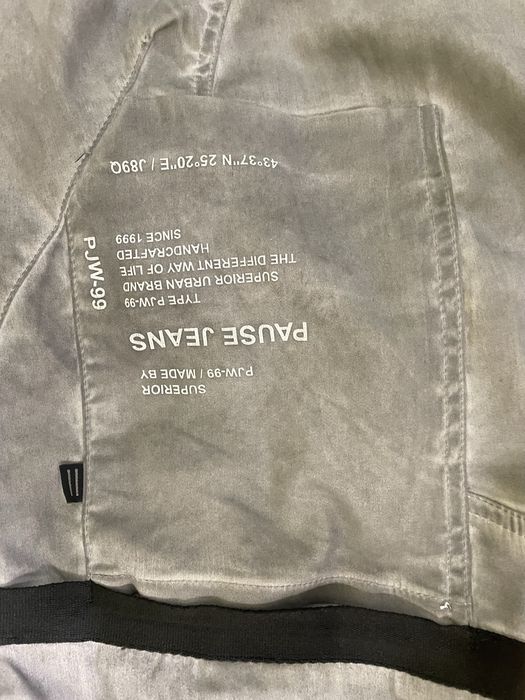 SUPERIOR
PJW-99 / MADE BY
PAUSE JEANS
TYPE PJW-99
SUPERIOR URBAN BRAND
THE DIFFERENT WAY OF LIFE
HANDCRAFTED
SINCE 1999
PJW-99
43°37"N 25°20"E / J89Q